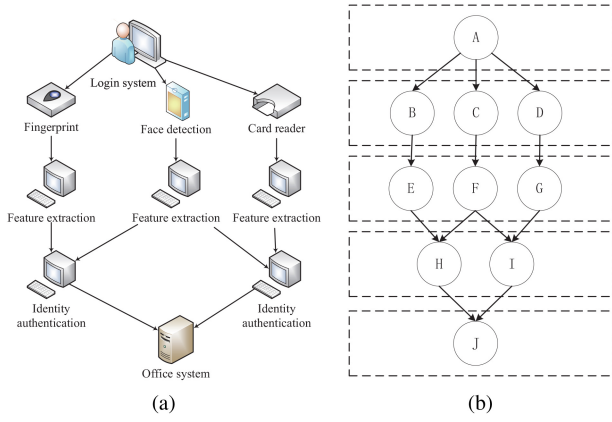 Login system
Fingerprint
Face detection
Card reader
Feature extraction
Feature extraction
Feature extraction
Identity
authentication
Identity
authentication
Office system
(a)
A
B C D
E F G
H I
J
(b)